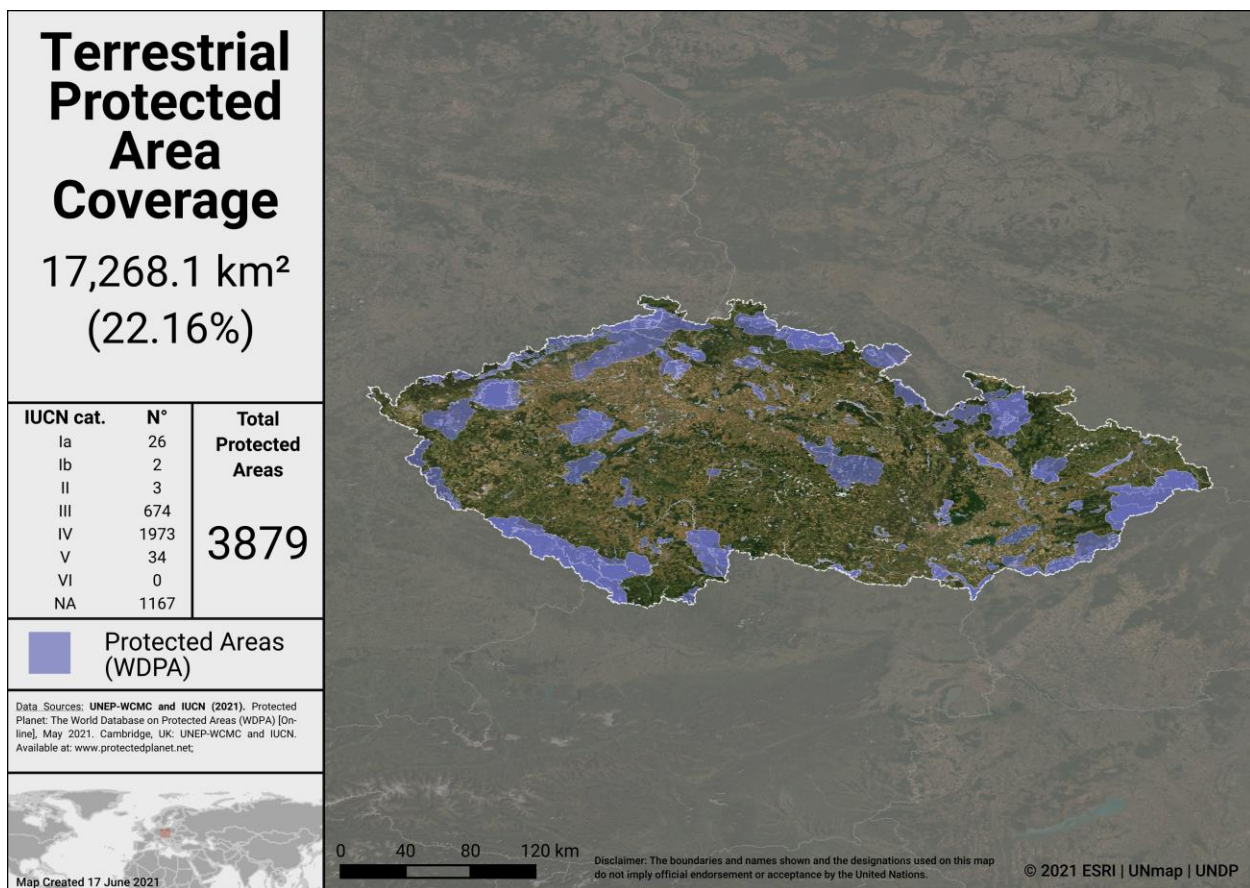 Terrestrial
Protected
Area
Coverage
17,268.1 km²
(22.16%)
IUCN cat. N°
Ia 26
Ib 2
II 3
III 674
IV 1973
V 34
VI 0
NA 1167
Total
Protected
Areas
3879
Protected Areas
(WDPA)
Data Sources: UNEP-WCMC and IUCN (2021). Protected
Planet: The World Database on Protected Areas (WDPA) [On-
line], May 2021. Cambridge, UK: UNEP-WCMC and IUCN.
Available at: www.protectedplanet.net;
Map Created 17 June 2021
0 40 80 120 km
Disclaimer: The boundaries and names shown and the designations used on this map
do not imply official endorsement or acceptance by the United Nations.
© 2021 ESRI | UNmap | UNDP